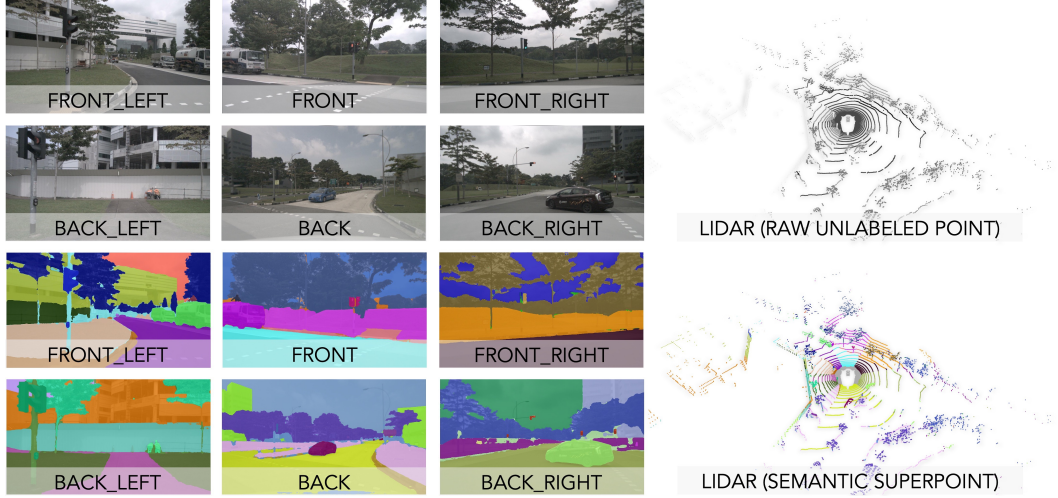 FRONT_LEFT
FRONT
FRONT_RIGHT
BACK_LEFT
BACK
BACK_RIGHT
LIDAR (RAW UNLABELED POINT)
FRONT_LEFT
FRONT
FRONT_RIGHT
BACK_LEFT
BACK
BACK_RIGHT
LIDAR (SEMANTIC SUPERPOINT)